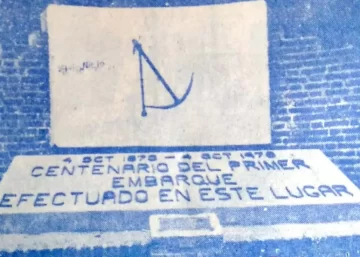 4 OCT 1878 - 4 OCT 1978
CENTENARIO DEL PRIMER
EMBARQUE
EFECTUADO EN ESTE LUGAR